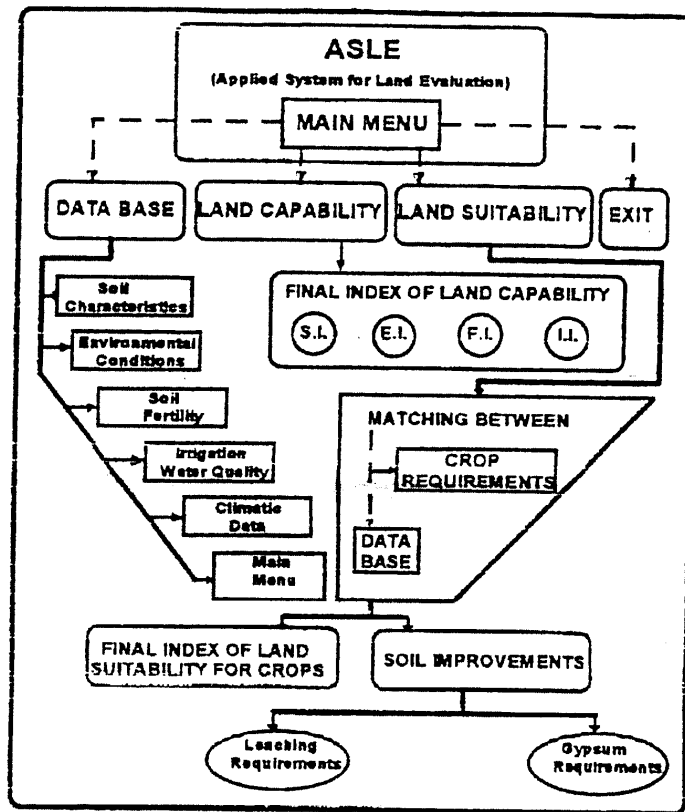 ASLE
(Applied System for Land Evaluation)
MAIN MENU
DATA BASE
LAND CAPABILITY
LAND SUITABILITY
EXIT
Soil
Characteristics
Environmental
Conditions
Soil
Fertility
Irrigation
Water Quality
Climatic
Data
Main
Menu
FINAL INDEX OF LAND CAPABILITY
S.I.
E.I.
F.I.
I.I.
MATCHING BETWEEN
CROP
REQUIREMENTS
DATA
BASE
FINAL INDEX OF LAND
SUITABILITY FOR CROPS
SOIL IMPROVEMENTS
Leaching
Requirements
Gypsum
Requirements